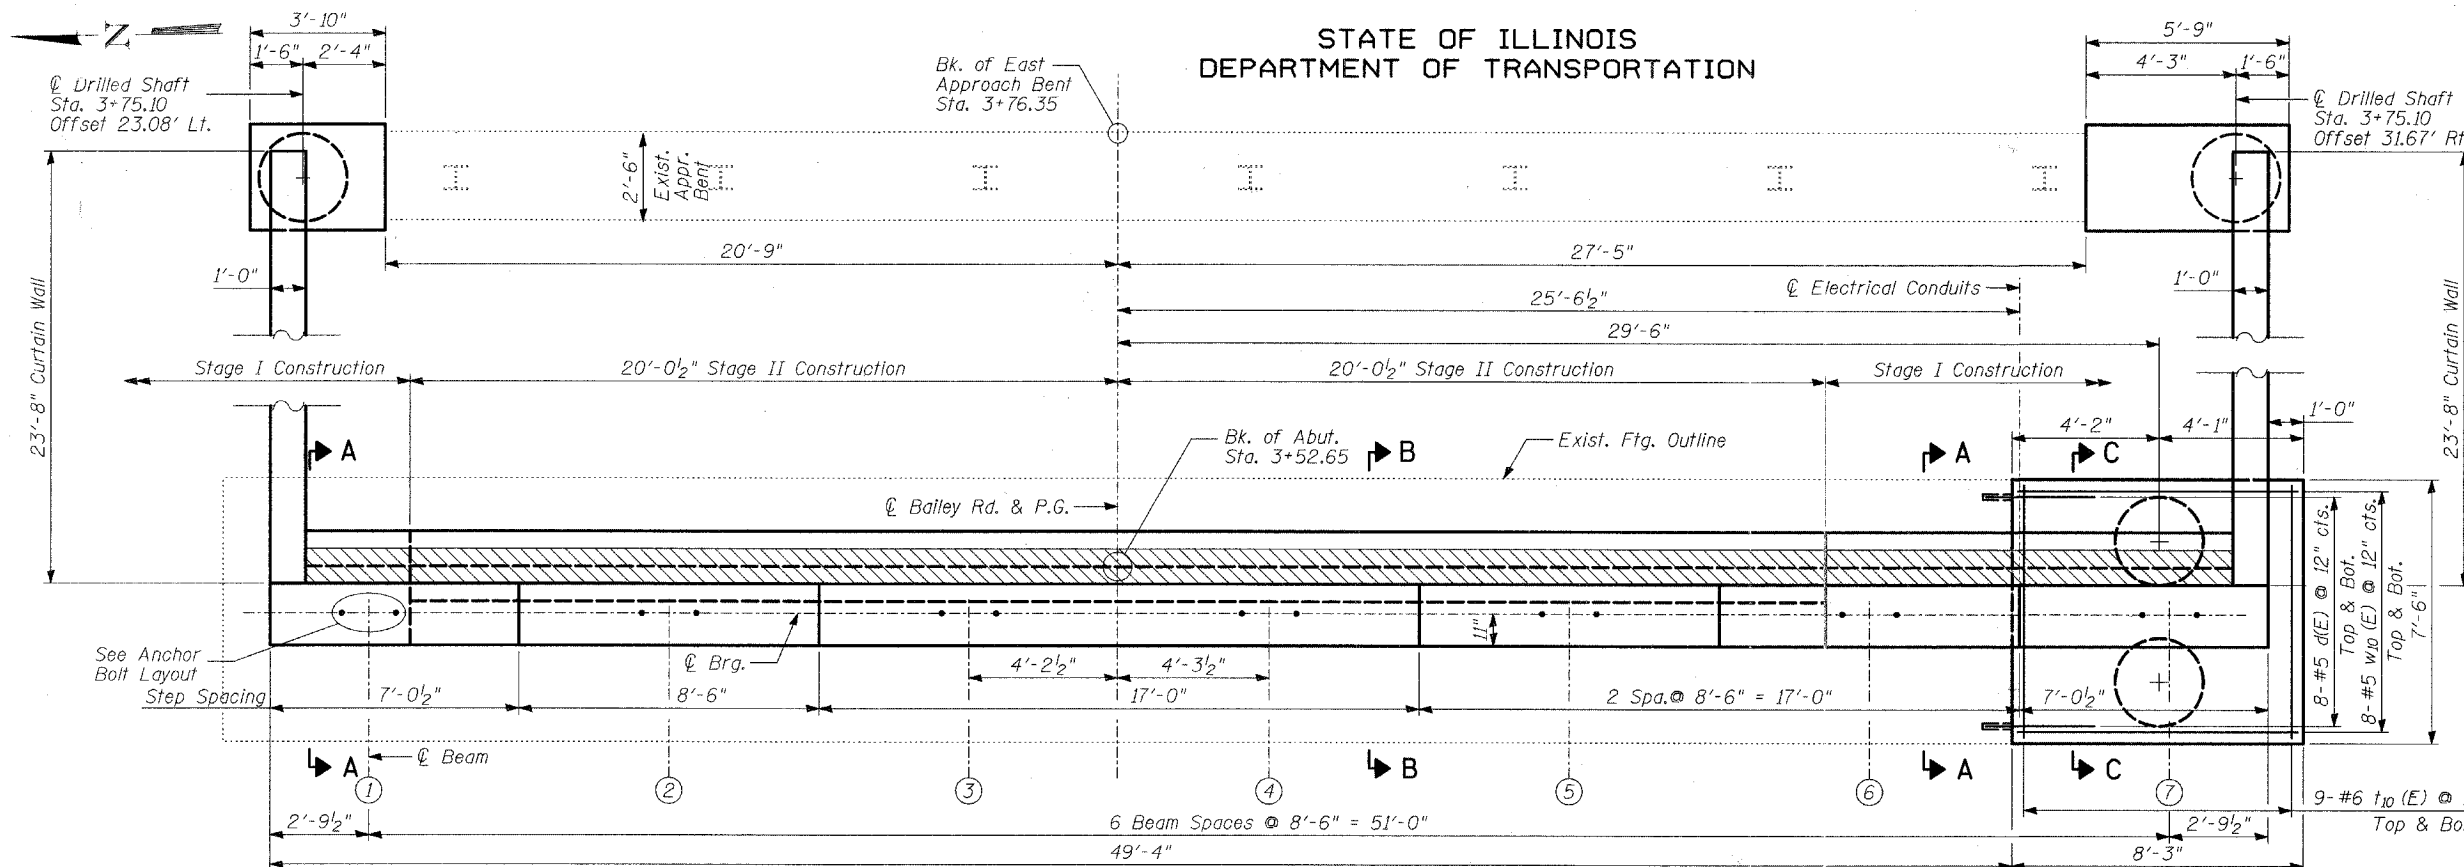 STATE OF ILLINOIS
DEPARTMENT OF TRANSPORTATION
Z
3'-10"
1'-6"
2'-4"
℄ Drilled Shaft
Sta. 3+75.10
Offset 23.08' Lt.
Bk. of East
Approach Bent
Sta. 3+76.35
5'-9"
4'-3"
1'-6"
℄ Drilled Shaft
Sta. 3+75.10
Offset 31.67' Rt
2'-6"
Exist.
Appr.
Bent
20'-9"
27'-5"
1'-0"
℄ Electrical Conduits
1'-0"
25'-6½"
29'-6"
23'-8" Curtain Wall
23'-8" Curtain Wall
Stage I Construction
20'-0½" Stage II Construction
20'-0½" Stage II Construction
Stage I Construction
1'-0"
4'-2"
4'-1"
A
Bk. of Abut.
Sta. 3+52.65
B
Exist. Ftg. Outline
A
C
℄ Bailey Rd. & P.G.
8-#5 d(E) @ 12" cts.
Top & Bot.
8-#5 w10 (E) @ 12" cts.
Top & Bot.
7'-6"
11"
See Anchor
Bolt Layout
℄ Brg.
4'-2½"
4'-3½"
Step Spacing
7'-0½"
8'-6"
17'-0"
2 Spa.@ 8'-6" = 17'-0"
7'-0½"
A
℄ Beam
B
A
C
1
2
3
4
5
6
7
9-#6 t10 (E) @
Top & Bo
2'-9½"
6 Beam Spaces @ 8'-6" = 51'-0"
2'-9½"
49'-4"
8'-3"